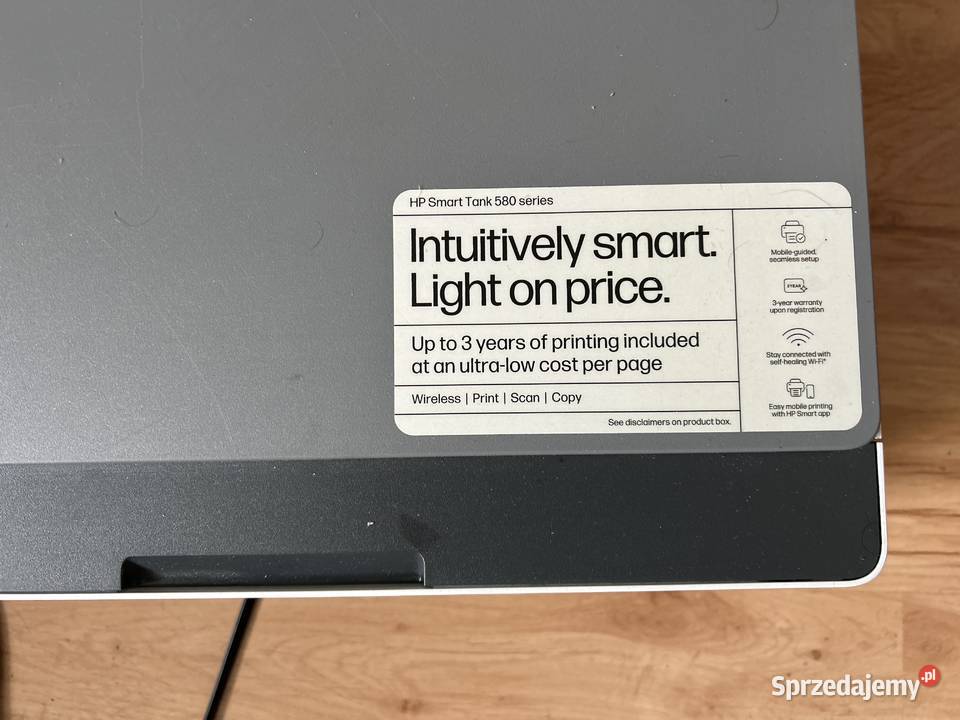 HP Smart Tank 580 series
Intuitively smart.
Light on price.
Up to 3 years of printing included
at an ultra-low cost per page
Wireless | Print | Scan | Copy
See disclaimers on product box.
Mobile-guided,
seamless setup
3 YEAR
3-year warranty
upon registration
Stay connected with
self-healing Wi-Fi*
Easy mobile printing
with HP Smart app
Sprzedajemy.pl